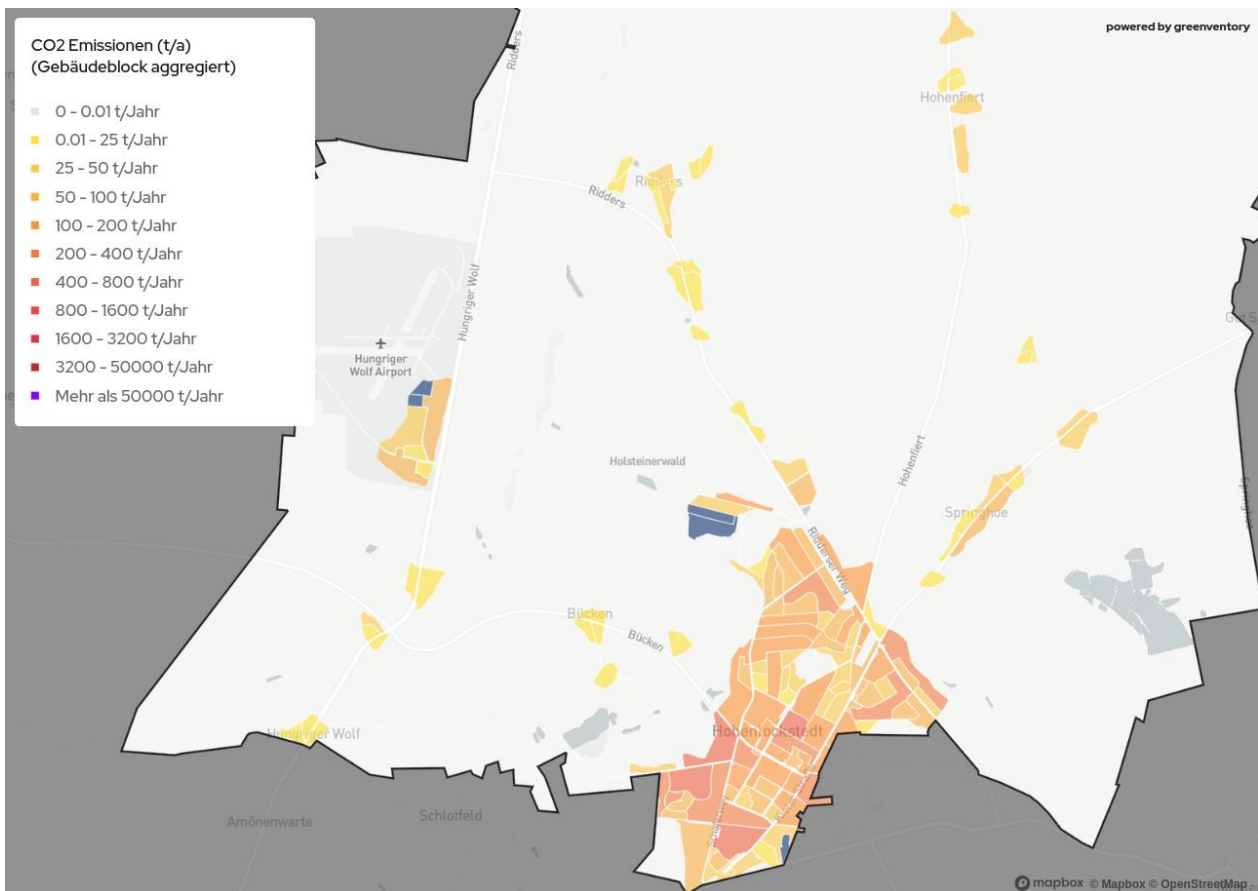 CO2 Emissionen (t/a)
(Gebäudeblock aggregiert)
0 - 0.01 t/Jahr
0.01 - 25 t/Jahr
25 - 50 t/Jahr
50 - 100 t/Jahr
100 - 200 t/Jahr
200 - 400 t/Jahr
400 - 800 t/Jahr
800 - 1600 t/Jahr
1600 - 3200 t/Jahr
3200 - 50000 t/Jahr
Mehr als 50000 t/Jahr
powered by greenventory
Ridders
Hohenfiert
Ridders
Ridders
Hungriger Wolf
Hungriger
Wolf Airport
Hohenfiert
Holsteinerwald
Springhoe
Springhoe
Ridderser Weg
Bücken
Bücken
Hungriger Wolf
Hohenlockstedt
Amönenwarte
Schlotfeld
mapbox © Mapbox © OpenStreetMap